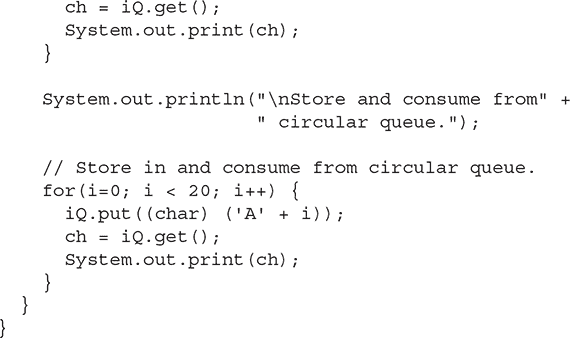 ch = iQ.get();
      System.out.print(ch);
    }

    System.out.println("\nStore and consume from" +
                       " circular queue.");

    // Store in and consume from circular queue.
    for(i=0; i < 20; i++) {
      iQ.put((char) ('A' + i));
      ch = iQ.get();
      System.out.print(ch);
    }
  }
}